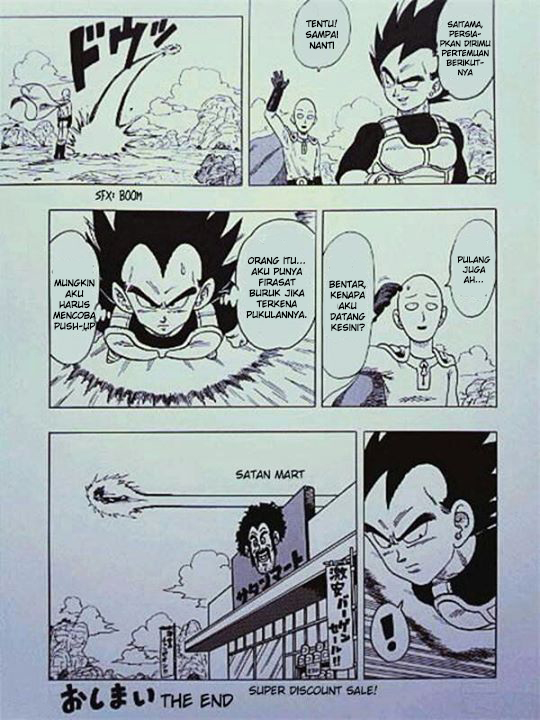 SAITAMA,
PERSIA-
PKAN DIRIMU
PERTEMUAN
BERIKUT-
NYA
TENTU!
SAMPAI
NANTI
ドウッ
SFX: BOOM
PULANG
JUGA
AH...
BENTAR,
KENAPA
AKU
DATANG
KESINI?
ORANG ITU...
AKU PUNYA
FIRASAT
BURUK JIKA
TERKENA
PUKULANNYA.
MUNGKIN
AKU
HARUS
MENCOBA
PUSH-UP
!
SATAN MART
サタンマート
激安バーゲンセール!!
SUPER DISCOUNT SALE!
おしまい THE END